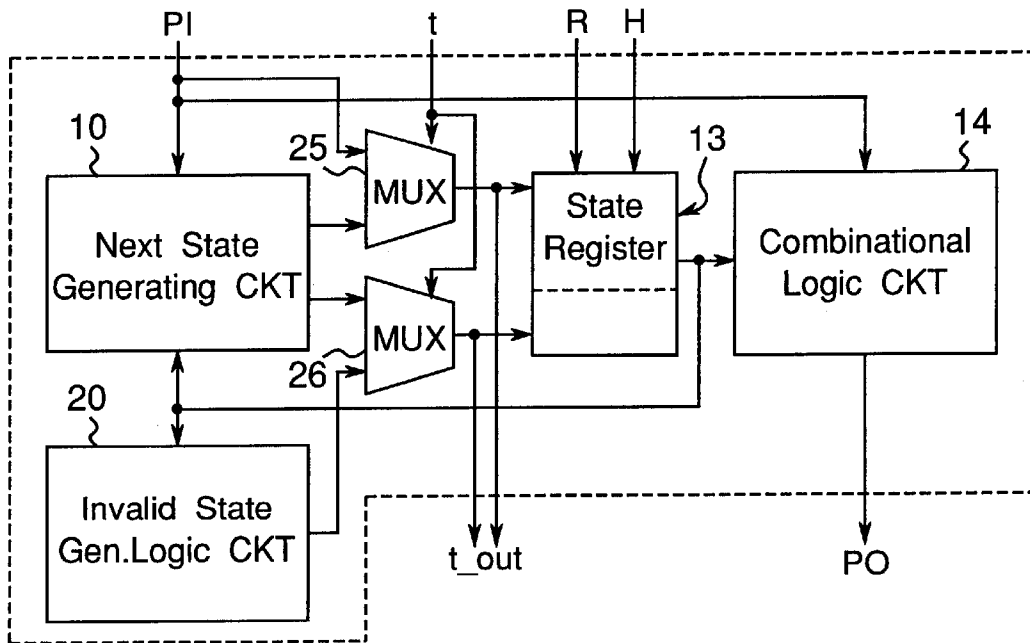 PI
t
R
H
10
25
13
14
MUX
State
Register
Next State
Generating CKT
Combinational
Logic CKT
MUX
26
20
Invalid State
Gen.Logic CKT
t_out
PO